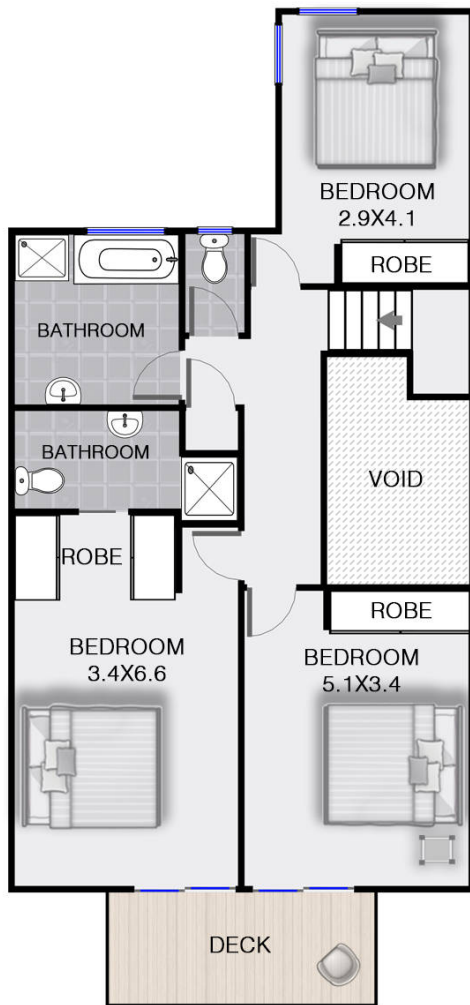 BEDROOM
2.9X4.1
ROBE
BATHROOM
BATHROOM
VOID
ROBE
ROBE
BEDROOM
3.4X6.6
BEDROOM
5.1X3.4
DECK